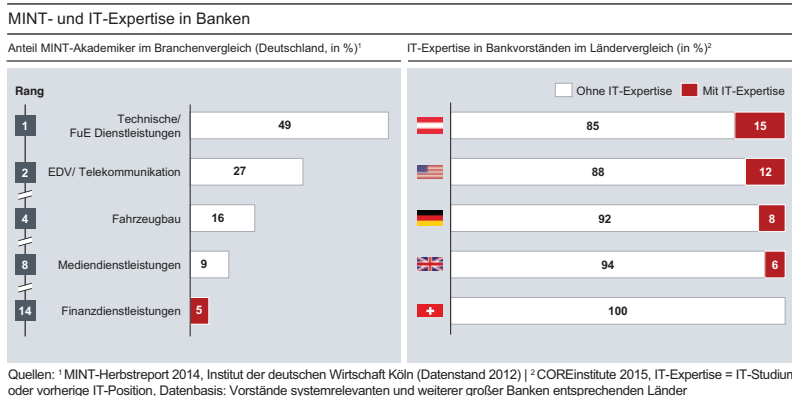 MINT- und IT-Expertise in Banken
Anteil MINT-Akademiker im Branchenvergleich (Deutschland, in %)¹
Rang
1 Technische/ FuE Dienstleistungen 49
2 EDV/ Telekommunikation 27
4 Fahrzeugbau 16
8 Mediendienstleistungen 9
14 Finanzdienstleistungen 5
IT-Expertise in Bankvorständen im Ländervergleich (in %)²
Ohne IT-Expertise Mit IT-Expertise
85 15
88 12
92 8
94 6
100
Quellen: ¹ MINT-Herbstreport 2014, Institut der deutschen Wirtschaft Köln (Datenstand 2012) | ² COREinstitute 2015, IT-Expertise = IT-Studium
oder vorherige IT-Position, Datenbasis: Vorstände systemrelevanten und weiterer großer Banken entsprechenden Länder